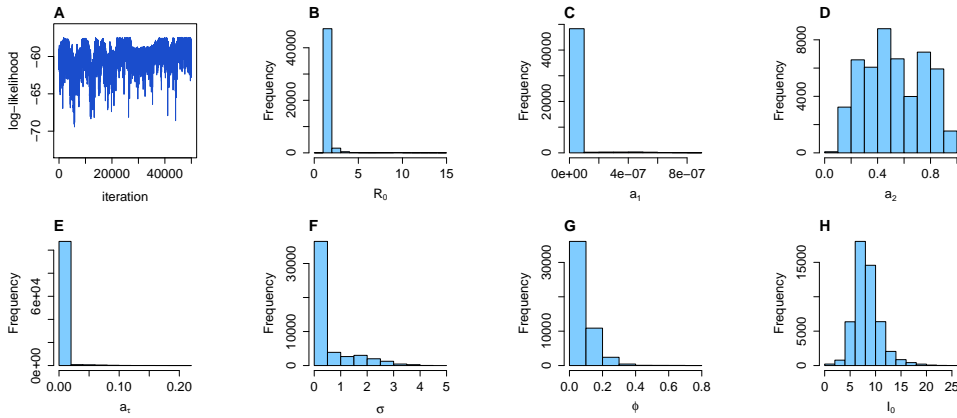 A
log−likelihood
−70
−65
−60
0
20000
40000
iteration
B
Frequency
0
20000
40000
0
5
10
15
R0
C
Frequency
0
20000
40000
0e+00
4e−07
8e−07
a1
D
Frequency
0
4000
8000
0.0
0.4
0.8
a2
E
Frequency
0e+00
6e+04
0.00
0.10
0.20
aτ
F
Frequency
0
10000
30000
0
1
2
3
4
5
σ
G
Frequency
0
10000
30000
0.0
0.2
0.4
0.6
0.8
ϕ
H
Frequency
0
5000
15000
0
5
10
15
20
25
I0